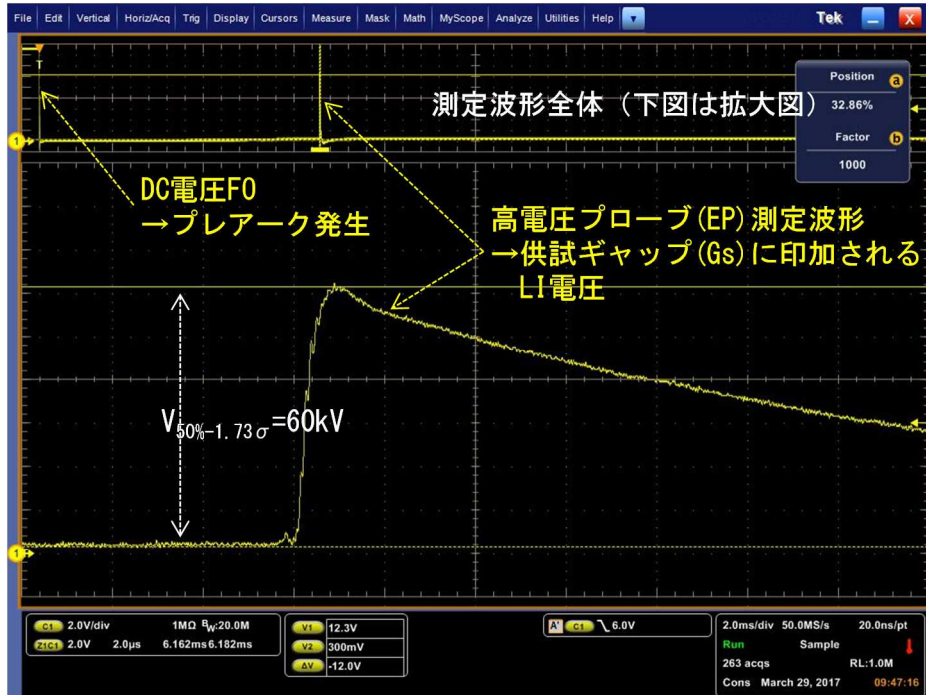 File Edit Vertical Horiz/Acq Trig Display Cursors Measure Mask Math MyScope Analyze Utilities Help Tek
T
Position a
32.86%
Factor b
1000
測定波形全体（下図は拡大図）
1
DC電圧FO
→プレアーク発生
高電圧プローブ(EP)測定波形
→供試ギャップ(Gs)に印加される
LI電圧
V50%-1.73σ=60kV
1
C1 2.0V/div 1MΩ BW:20.0M
Z1C1 2.0V 2.0μs 6.162ms6.182ms
V1 12.3V
V2 300mV
ΔV -12.0V
A' C1 6.0V
2.0ms/div 50.0MS/s 20.0ns/pt
Run Sample
263 acqs RL:1.0M
Cons March 29, 2017 09:47:16